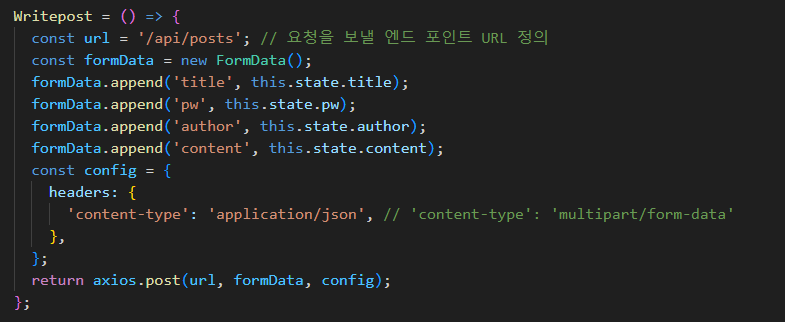 Writepost = () => {
  const url = '/api/posts'; // 요청을 보낼 엔드 포인트 URL 정의
  const formData = new FormData();
  formData.append('title', this.state.title);
  formData.append('pw', this.state.pw);
  formData.append('author', this.state.author);
  formData.append('content', this.state.content);
  const config = {
    headers: {
      'content-type': 'application/json', // 'content-type': 'multipart/form-data'
    },
  };
  return axios.post(url, formData, config);
};